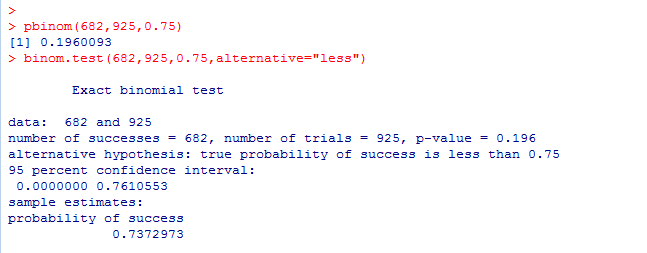 >
> pbinom(682,925,0.75)
[1] 0.1960093
> binom.test(682,925,0.75,alternative="less")
Exact binomial test
data:  682 and 925
number of successes = 682, number of trials = 925, p-value = 0.196
alternative hypothesis: true probability of success is less than 0.75
95 percent confidence interval:
 0.0000000 0.7610553
sample estimates:
probability of success
0.7372973